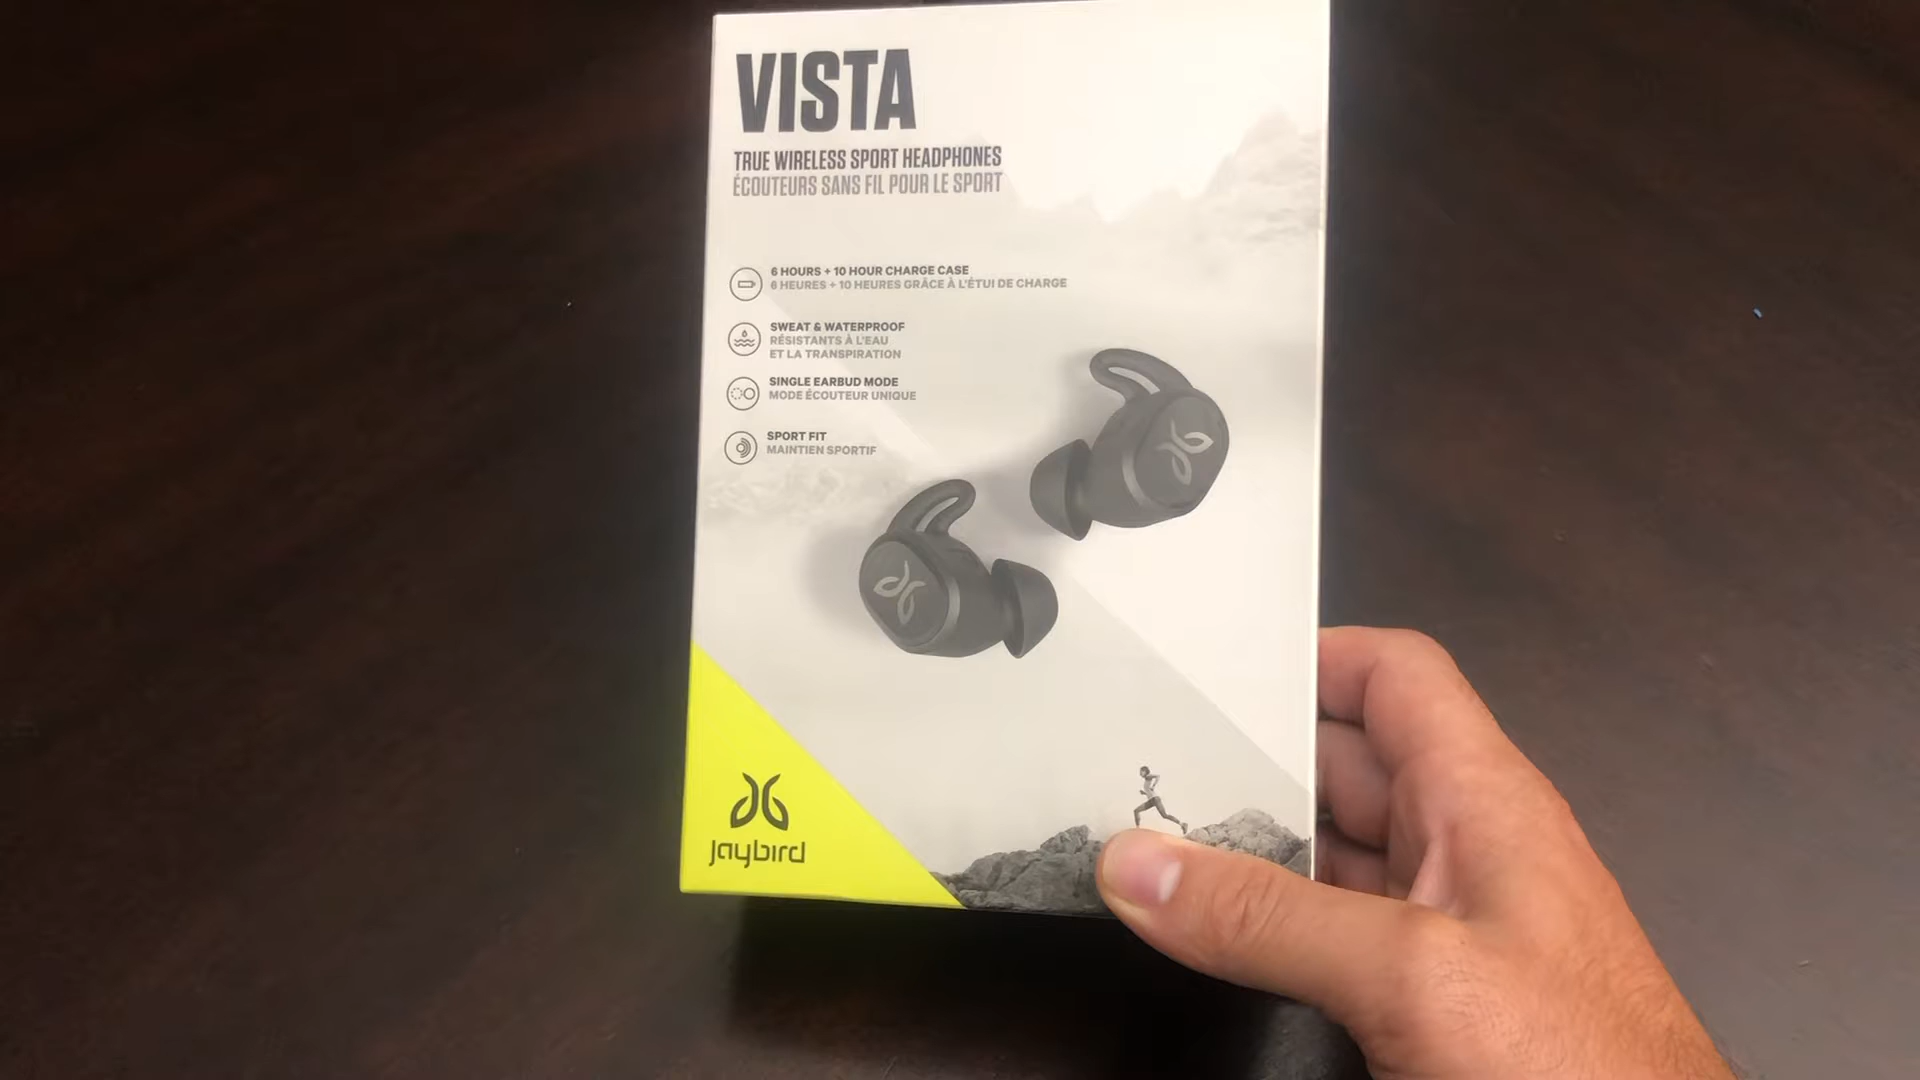 VISTA
TRUE WIRELESS SPORT HEADPHONES
ÉCOUTEURS SANS FIL POUR LE SPORT
6 HOURS + 10 HOUR CHARGE CASE
6 HEURES + 10 HEURES GRÂCE À L'ÉTUI DE CHARGE
SWEAT & WATERPROOF
RÉSISTANTS À L'EAU
ET LA TRANSPIRATION
SINGLE EARBUD MODE
MODE ÉCOUTEUR UNIQUE
SPORT FIT
MAINTIEN SPORTIF
Jaybird